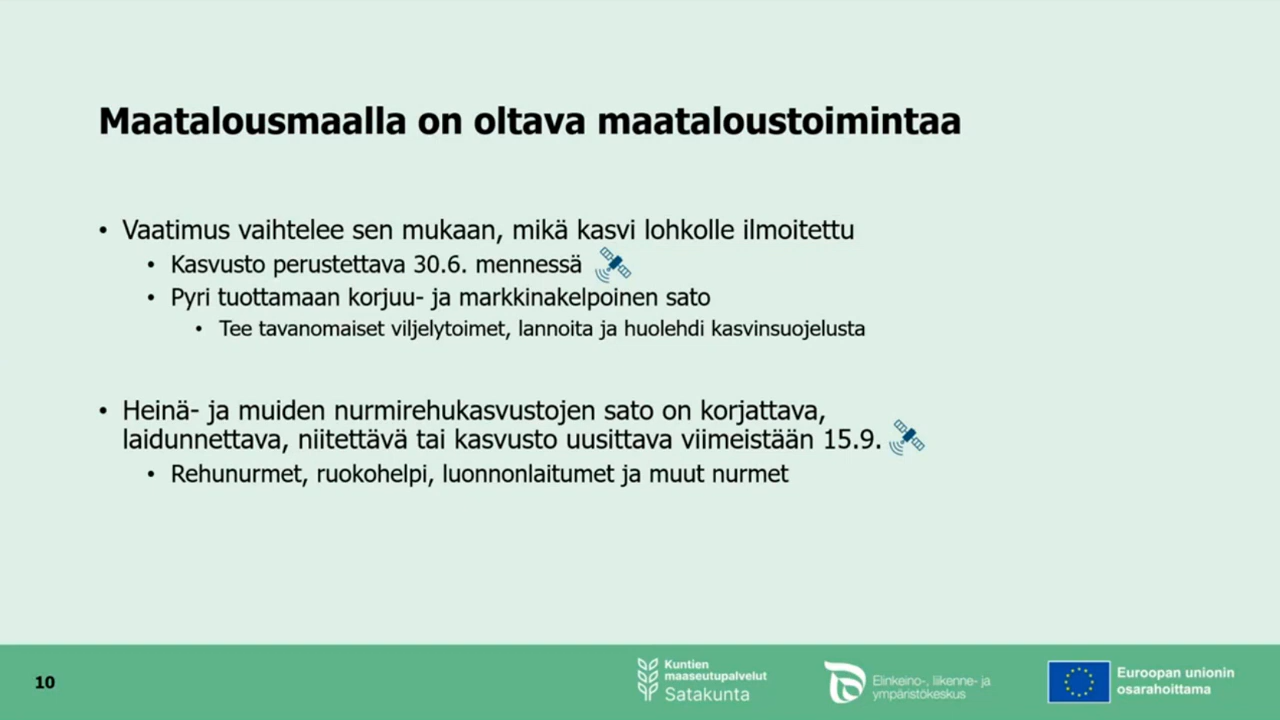 Maatalousmaalla on oltava maataloustoimintaa
• Vaatimus vaihtelee sen mukaan, mikä kasvi lohkolle ilmoitettu
• Kasvusto perustettava 30.6. mennessä
• Pyri tuottamaan korjuu- ja markkinakelpoinen sato
• Tee tavanomaiset viljelytoimet, lannoita ja huolehdi kasvinsuojelusta
• Heinä- ja muiden nurmirehukasvustojen sato on korjattava,
laidunnettava, niitettävä tai kasvusto uusittava viimeistään 15.9.
• Rehunurmet, ruokohelpi, luonnonlaitumet ja muut nurmet
10
Kuntien
maaseutupalvelut
Satakunta
Elinkeino-, liikenne- ja
ympäristökeskus
Euroopan unionin
osarahoittama